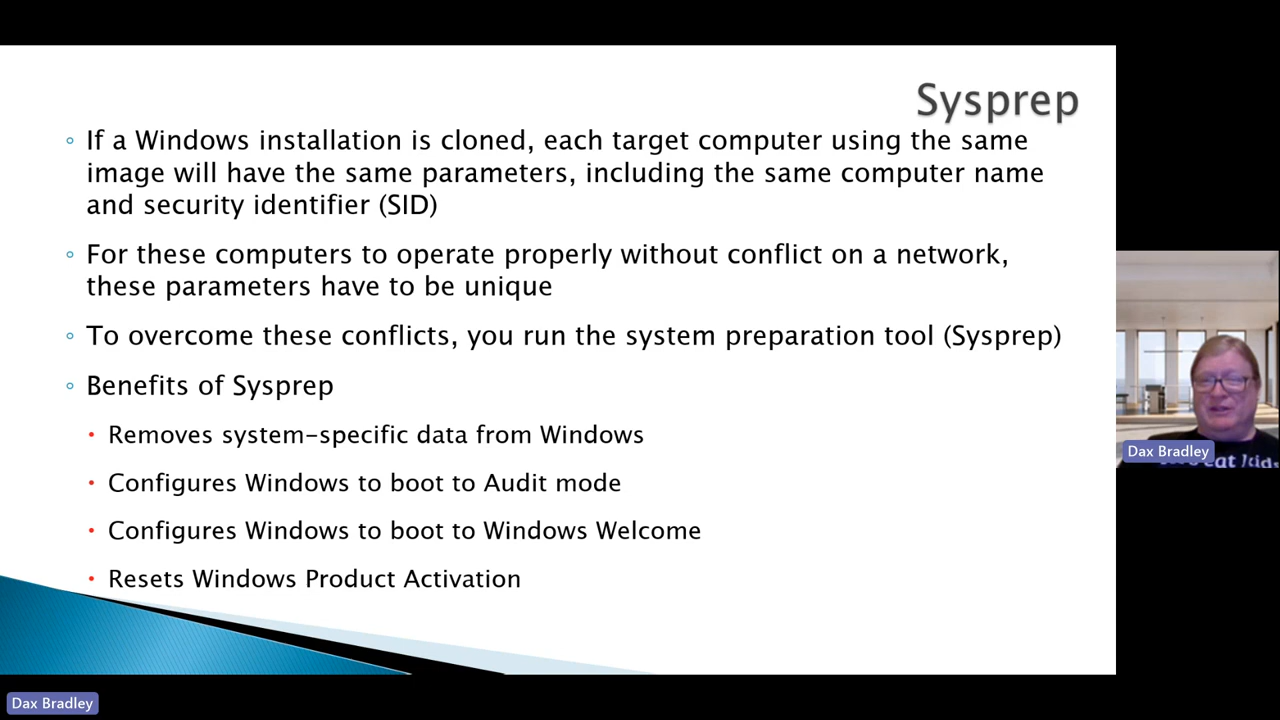 Sysprep
◦ If a Windows installation is cloned, each target computer using the same
image will have the same parameters, including the same computer name
and security identifier (SID)
◦ For these computers to operate properly without conflict on a network,
these parameters have to be unique
◦ To overcome these conflicts, you run the system preparation tool (Sysprep)
◦ Benefits of Sysprep
• Removes system-specific data from Windows
• Configures Windows to boot to Audit mode
• Configures Windows to boot to Windows Welcome
• Resets Windows Product Activation
Dax Bradley
eat kids
Dax Bradley